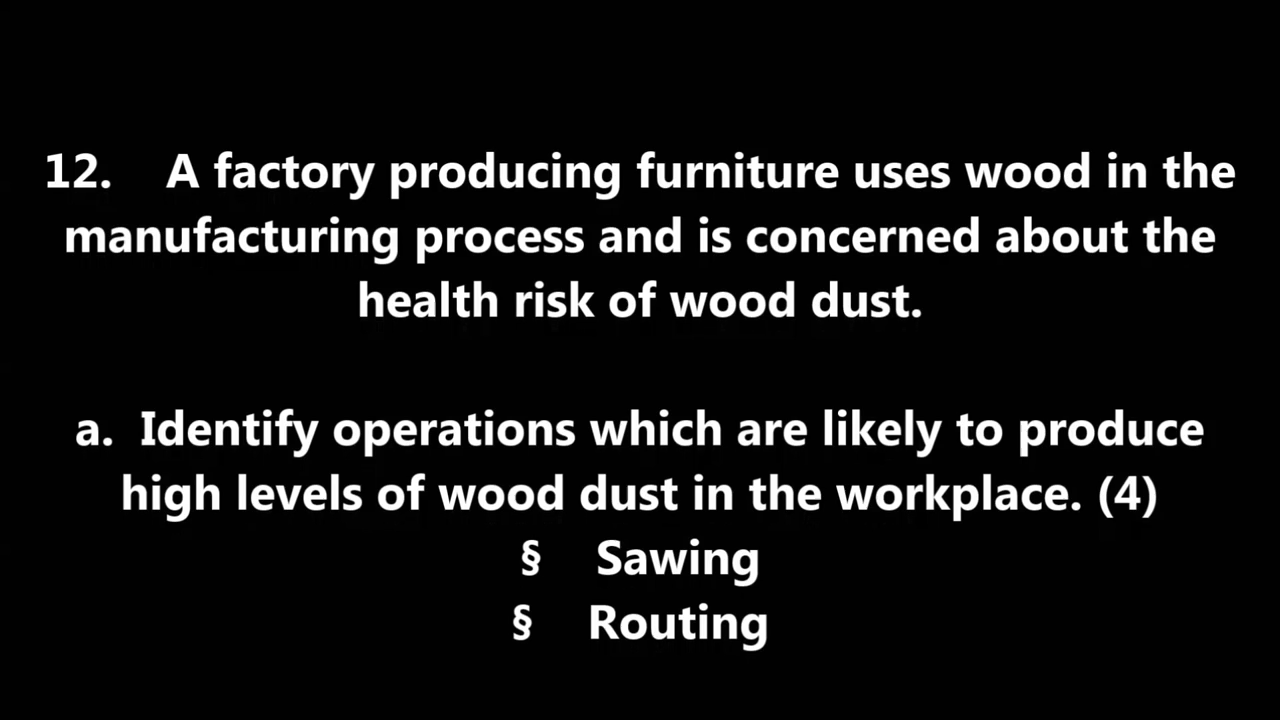 12. A factory producing furniture uses wood in the
manufacturing process and is concerned about the
health risk of wood dust.
a. Identify operations which are likely to produce
high levels of wood dust in the workplace. (4)
§ Sawing
§ Routing